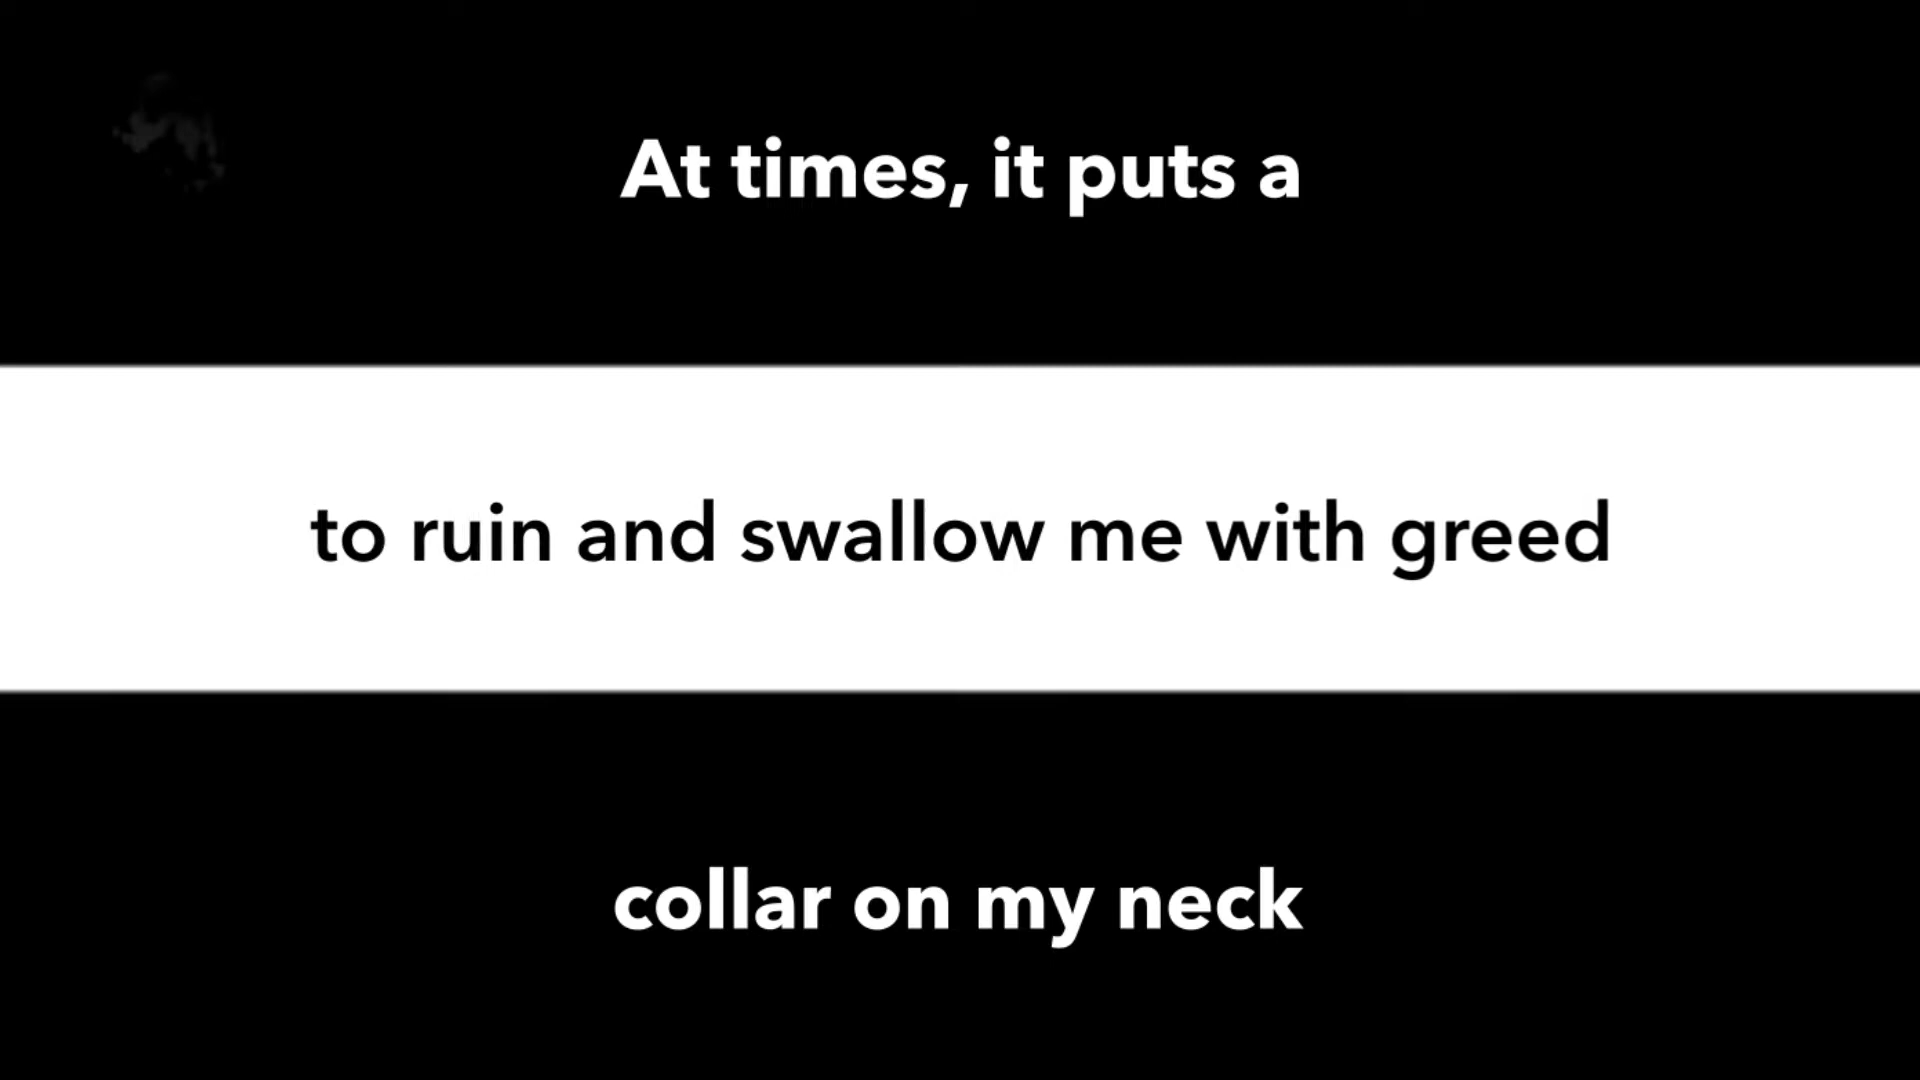 At times, it puts a
to ruin and swallow me with greed
collar on my neck